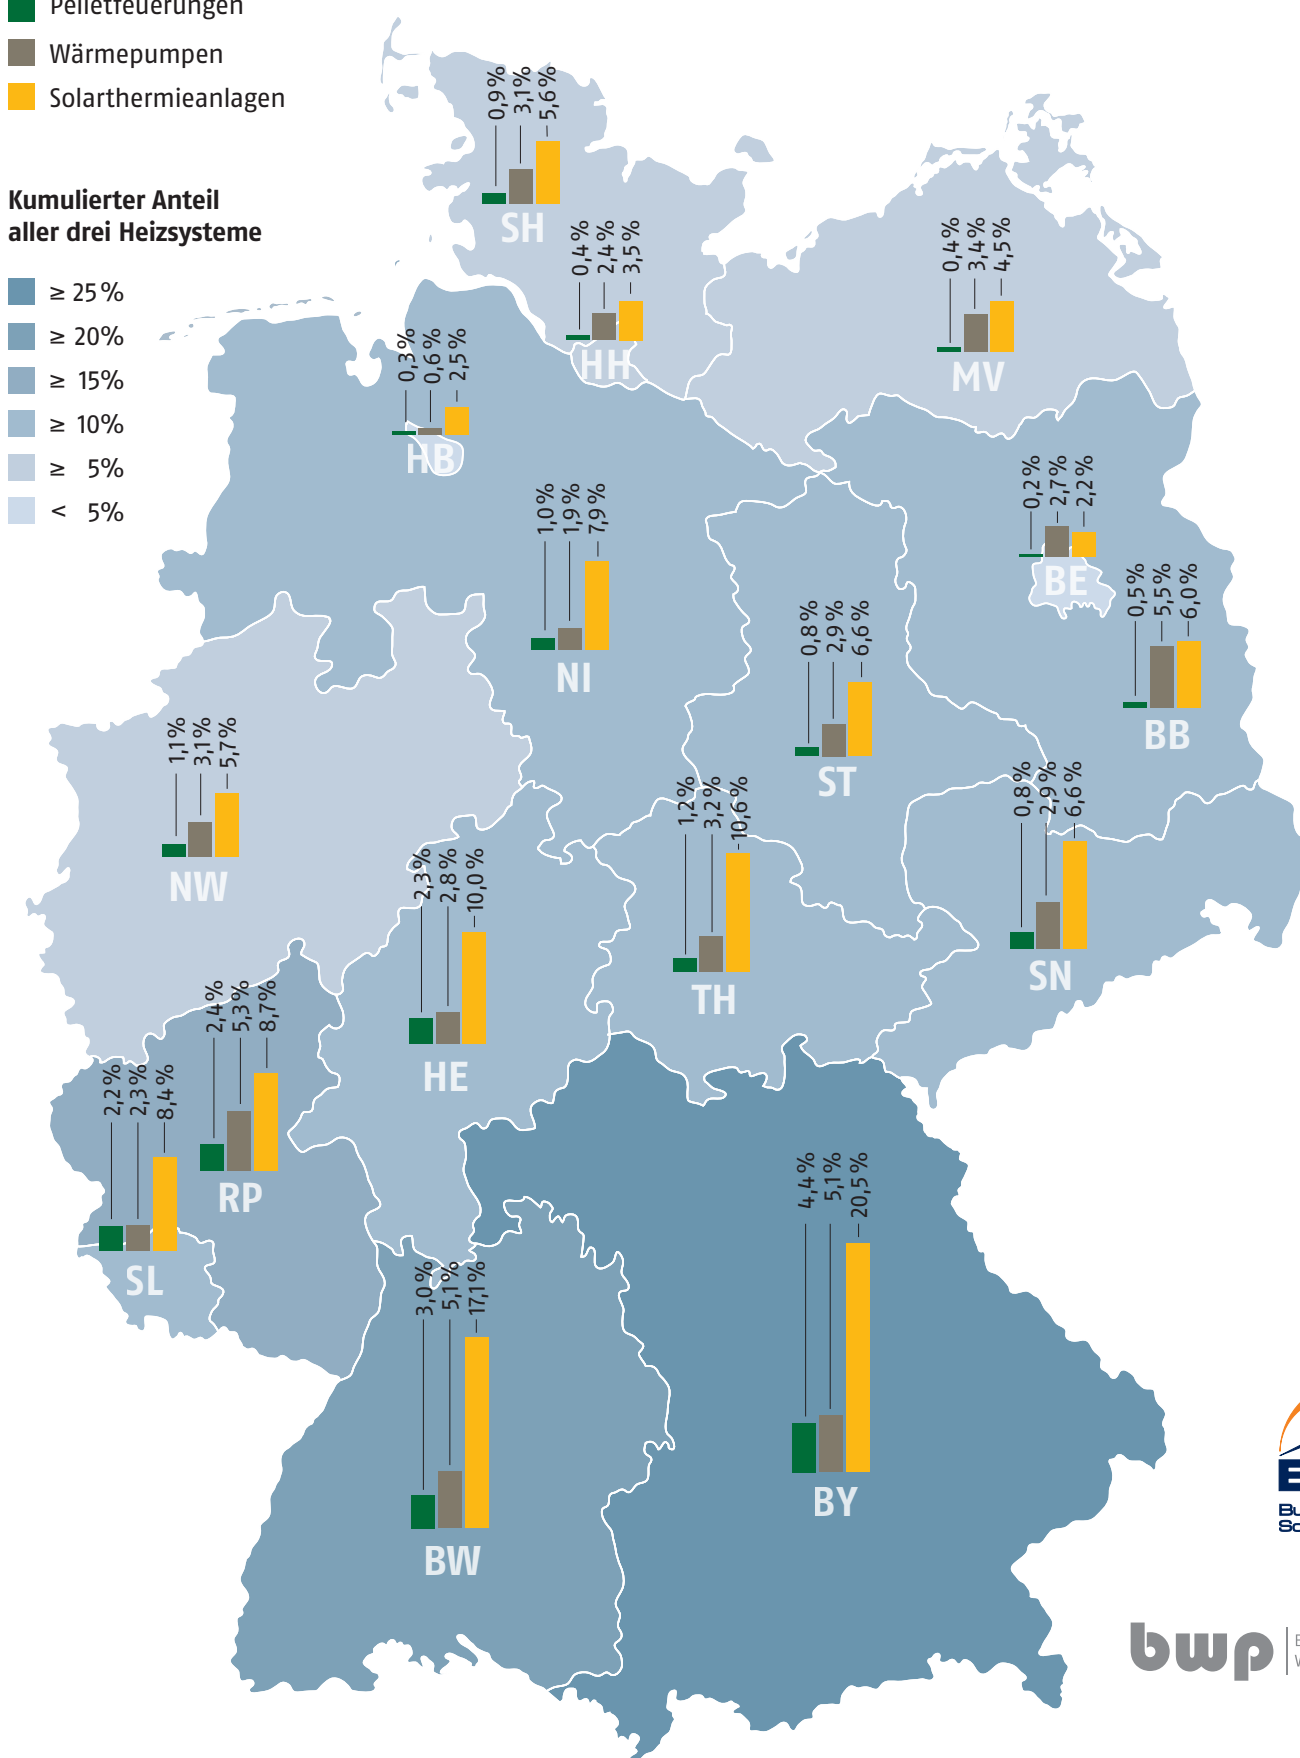 Pelletfeuerungen
Wärmepumpen
Solarthermieanlagen
Kumulierter Anteil
aller drei Heizsysteme
≥ 25 %
≥ 20%
≥ 15%
≥ 10%
≥ 5%
< 5%
0,9 %
3,1 %
5,6 %
SH
0,4 %
2,4 %
3,5 %
HH
0,4 %
3,4 %
4,5 %
MV
0,3 %
0,6 %
2,5 %
HB
0,2 %
2,7 %
2,2 %
BE
1,0 %
1,9 %
7,9 %
NI
0,5 %
5,5 %
6,0 %
BB
0,8 %
2,9 %
6,6 %
ST
1,1 %
3,1 %
5,7 %
NW
1,2 %
3,2 %
10,6 %
TH
0,8 %
2,9 %
6,6 %
SN
2,3 %
2,8 %
10,0 %
HE
2,4 %
5,3 %
8,7 %
RP
2,2 %
2,3 %
8,4 %
SL
4,4 %
5,1 %
20,5 %
BY
3,0 %
5,1 %
17,1 %
BW
bwp